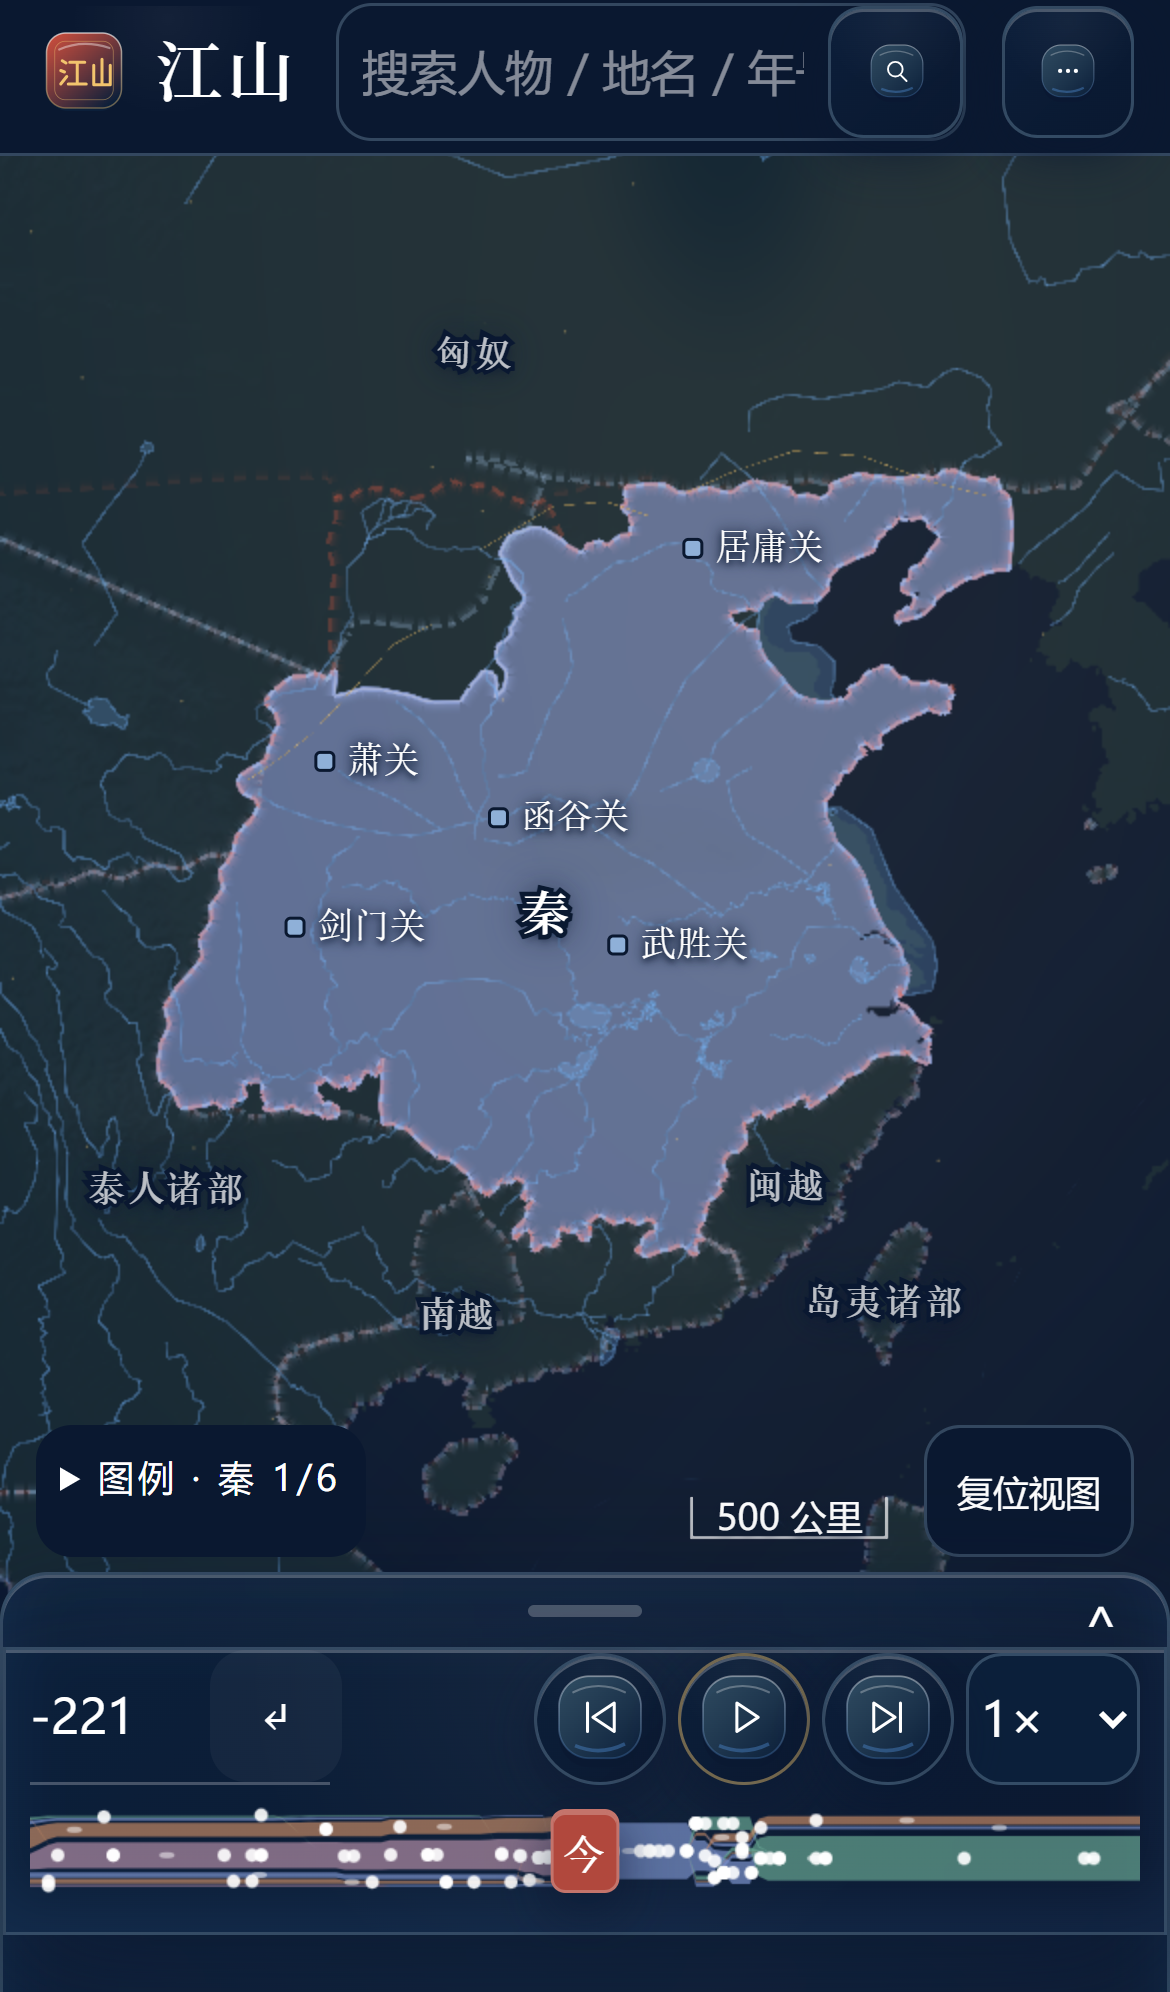 江山
江山
搜索人物 / 地名 / 年
匈奴
居庸关
萧关
函谷关
秦
剑门关
武胜关
泰人诸部
闽越
岛夷诸部
南越
图例 · 秦 1/6
500 公里
复位视图
-221
1×
今